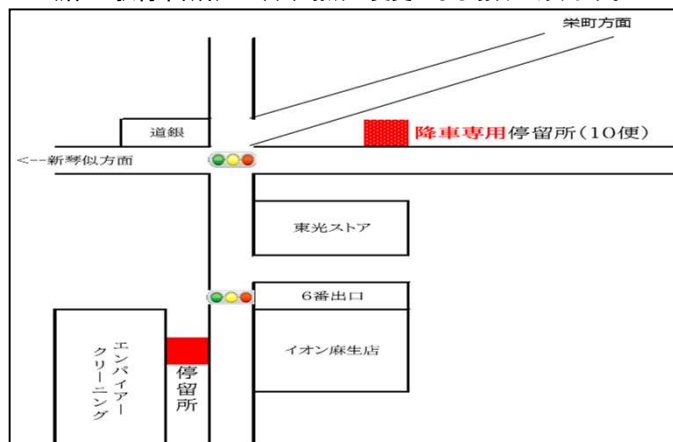 栄町方面
道銀
降車専用停留所(10便)
<--新琴似方面
東光ストア
6番出口
イオン麻生店
エンパイアー
クリーニング
停留所